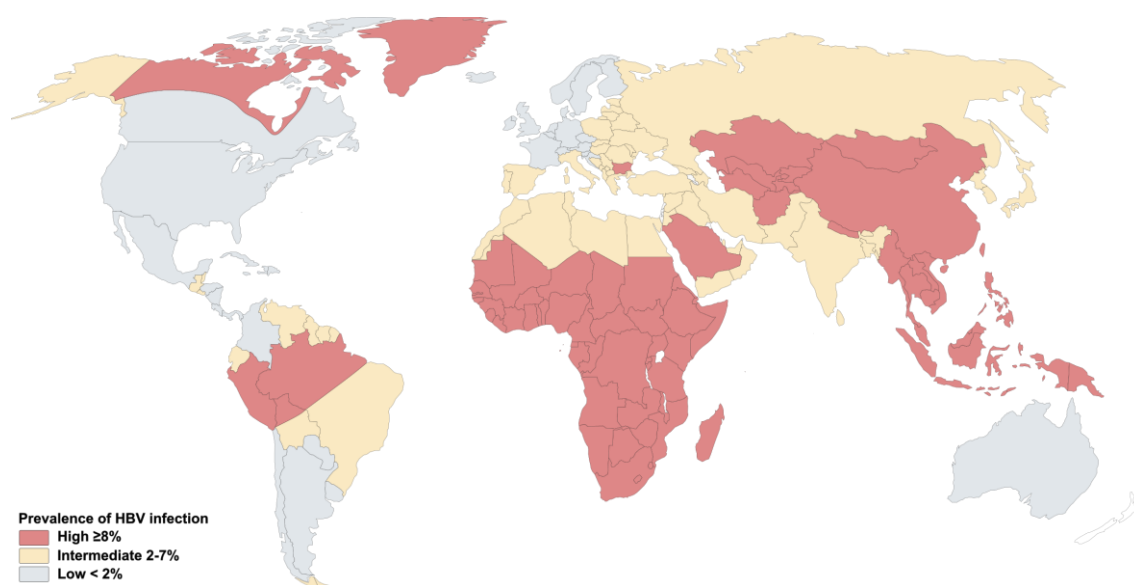 Prevalence of HBV infection
High ≥8%
Intermediate 2-7%
Low < 2%